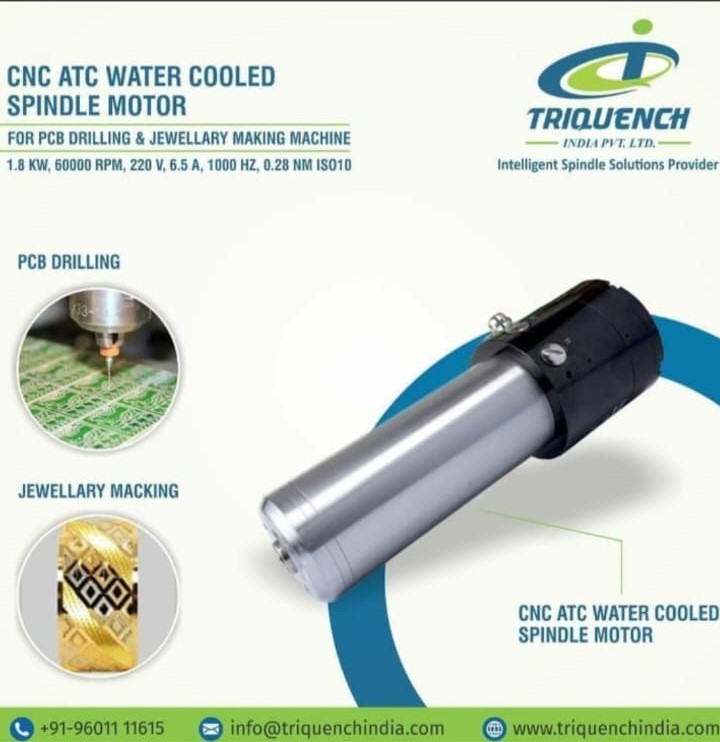 CNC ATC WATER COOLED
SPINDLE MOTOR
FOR PCB DRILLING & JEWELLARY MAKING MACHINE
1.8 KW, 60000 RPM, 220 V, 6.5 A, 1000 HZ, 0.28 NM ISO10
TRIQUENCH
INDIA PVT. LTD.
Intelligent Spindle Solutions Provider
PCB DRILLING
JEWELLARY MACKING
CNC ATC WATER COOLED
SPINDLE MOTOR
+91-96011 11615
info@triquenchindia.com
www.triquenchindia.com